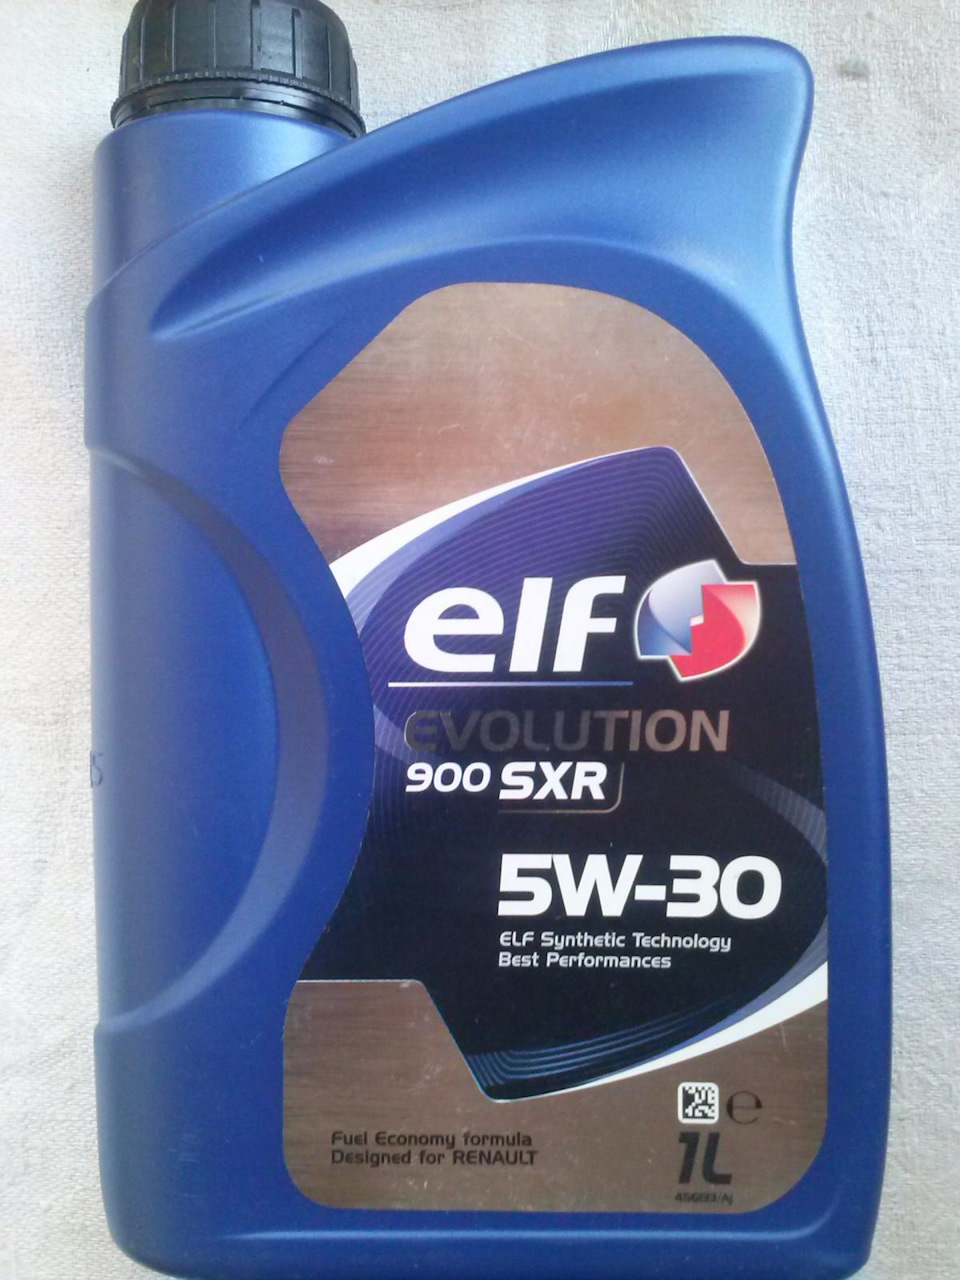 elf
EVOLUTION
900 SXR
5W-30
ELF Synthetic Technology
Best Performances
e
Fuel Economy formula
Designed for RENAULT
1L